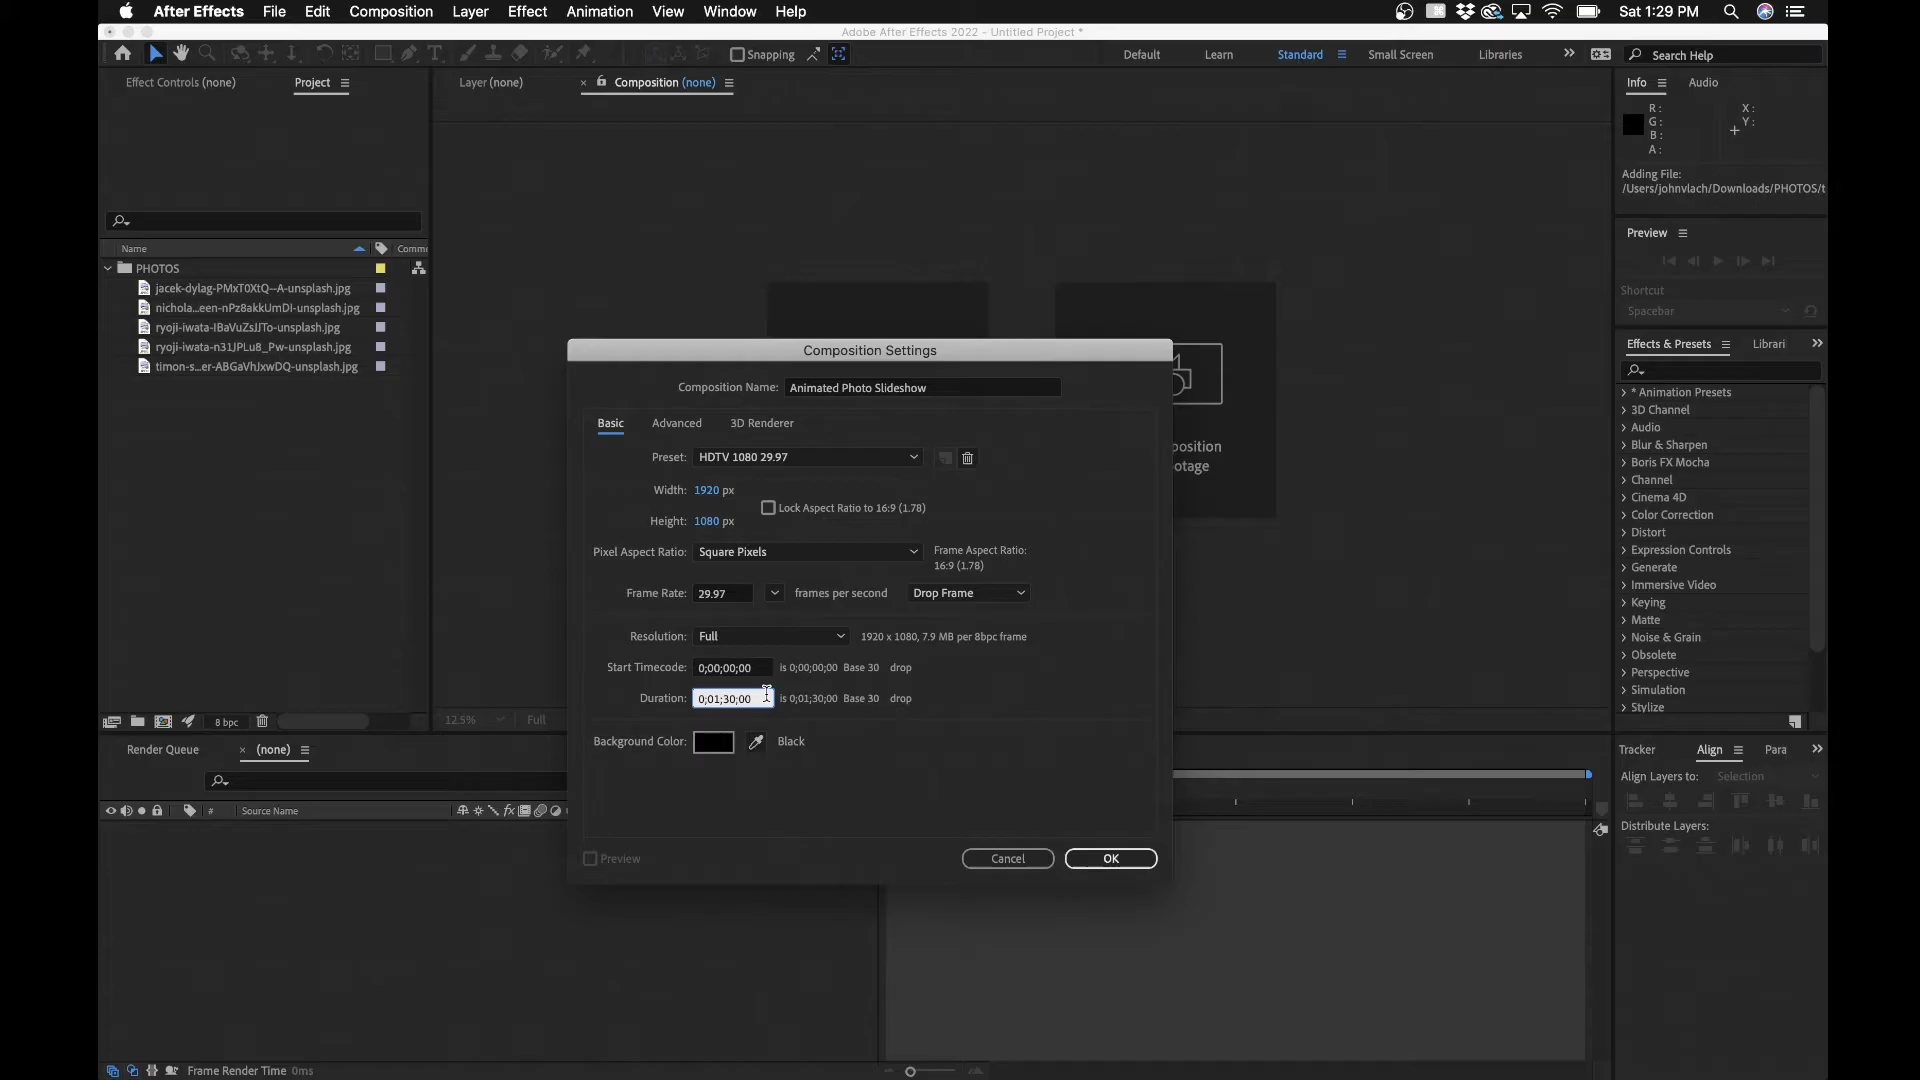 After Effects File Edit Composition Layer Effect Animation View Window Help Sat 1:29 PM
Adobe After Effects 2022 - Untitled Project *
Snapping Default Learn Standard Small Screen Libraries Search Help
Effect Controls (none) Project Layer (none) × Composition (none) Info Audio
R: X:
G: Y:
B:
A:
Adding File:
/Users/johnvlach/Downloads/PHOTOS/t
Preview
Shortcut
Spacebar
Name Comme
PHOTOS
jacek-dylag-PMxT0XtQ--A-unsplash.jpg
nichola...een-nPz8akkUmDI-unsplash.jpg
ryoji-iwata-IBaVuZsJJTo-unsplash.jpg
ryoji-iwata-n31JPLu8_Pw-unsplash.jpg
timon-s...er-ABGaVhJxwDQ-unsplash.jpg
8 bpc
12.5% Full
Composition Settings
Composition Name: Animated Photo Slideshow
Basic Advanced 3D Renderer
Preset: HDTV 1080 29.97
Width: 1920 px
Lock Aspect Ratio to 16:9 (1.78)
Height: 1080 px
Pixel Aspect Ratio: Square Pixels Frame Aspect Ratio:
16:9 (1.78)
Frame Rate: 29.97 frames per second Drop Frame
Resolution: Full 1920 x 1080, 7.9 MB per 8bpc frame
Start Timecode: 0;00;00;00 is 0;00;00;00 Base 30 drop
Duration: 0;01;30;00 is 0;01;30;00 Base 30 drop
Background Color: Black
Preview Cancel OK
position
otage
Effects & Presets Librari
* Animation Presets
3D Channel
Audio
Blur & Sharpen
Boris FX Mocha
Channel
Cinema 4D
Color Correction
Distort
Expression Controls
Generate
Immersive Video
Keying
Matte
Noise & Grain
Obsolete
Perspective
Simulation
Stylize
Render Queue × (none)
# Source Name fx
Tracker Align Para
Align Layers to: Selection
Distribute Layers:
Frame Render Time 0ms